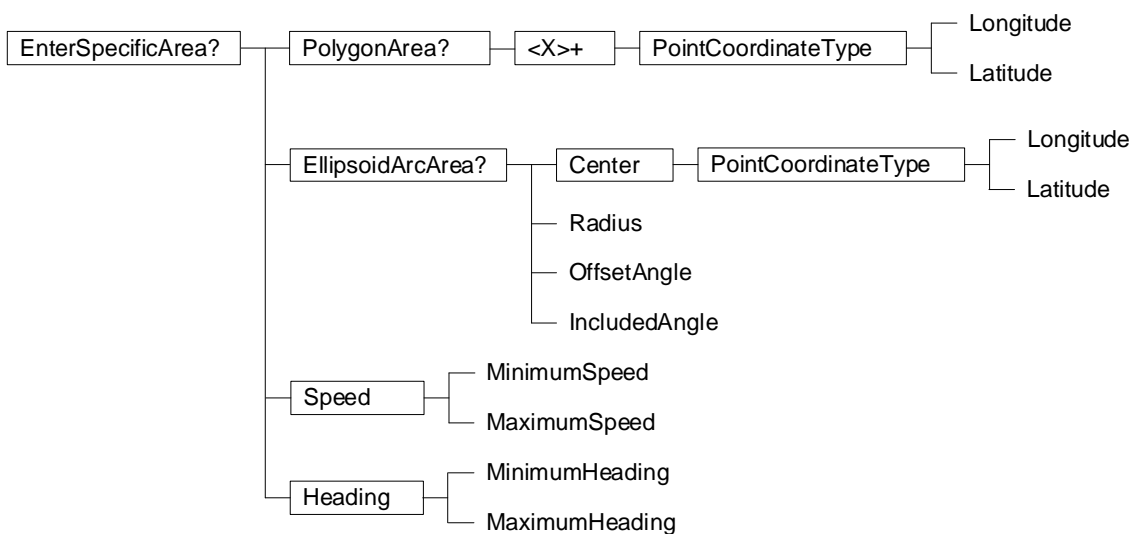 EnterSpecificArea?
PolygonArea?
<X>+
PointCoordinateType
Longitude
Latitude
EllipsoidArcArea?
Center
PointCoordinateType
Longitude
Latitude
Radius
OffsetAngle
IncludedAngle
Speed
MinimumSpeed
MaximumSpeed
Heading
MinimumHeading
MaximumHeading